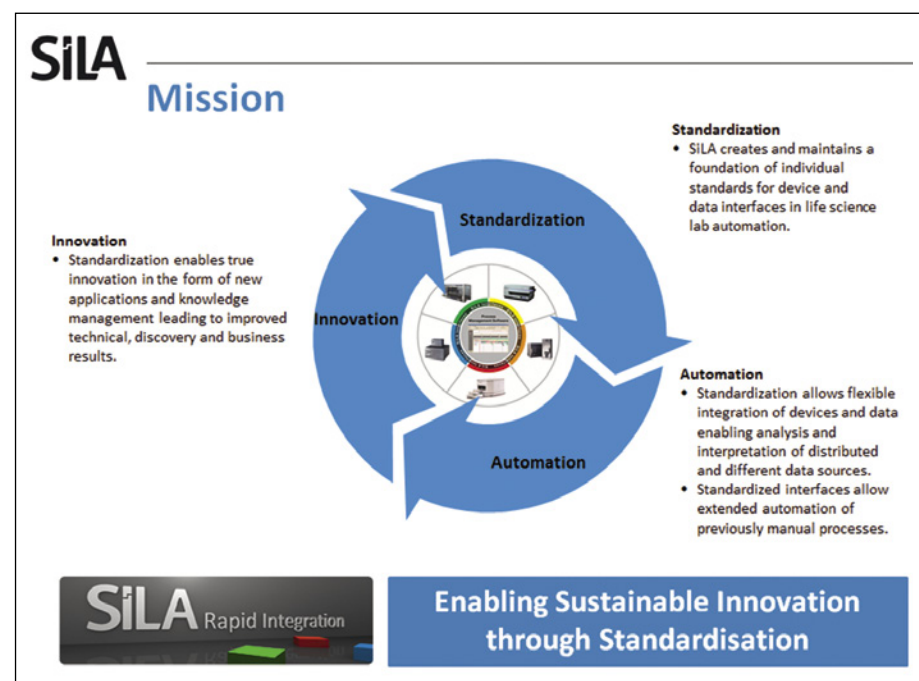 SiLA
Mission
Standardization
• SiLA creates and maintains a
foundation of individual
standards for device and
data interfaces in life science
lab automation.
Innovation
• Standardization enables true
innovation in the form of new
applications and knowledge
management leading to improved
technical, discovery and business
results.
Standardization
Innovation
Automation
Process
Management Software
Automation
• Standardization allows flexible
integration of devices and data
enabling analysis and
interpretation of distributed
and different data sources.
• Standardized interfaces allow
extended automation of
previously manual processes.
SiLA Rapid Integration
Enabling Sustainable Innovation
through Standardisation